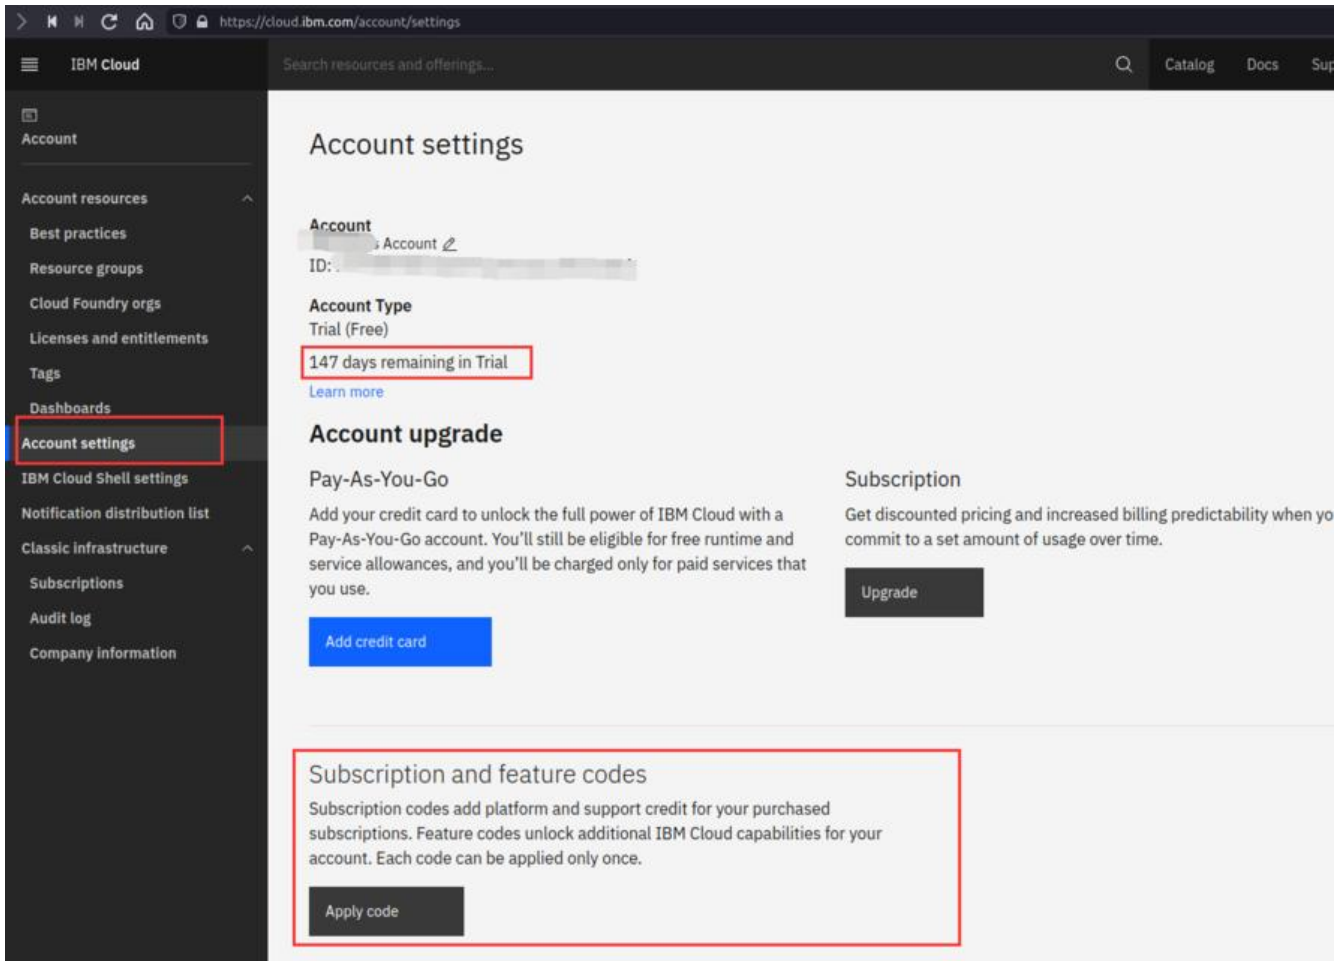 https://cloud.ibm.com/account/settings
IBM Cloud
Search resources and offerings...
Catalog
Docs
Account
Account resources
Best practices
Resource groups
Cloud Foundry orgs
Licenses and entitlements
Tags
Dashboards
Account settings
IBM Cloud Shell settings
Notification distribution list
Classic infrastructure
Subscriptions
Audit log
Company information
Account settings
Account
Account
ID:
Account Type
Trial (Free)
147 days remaining in Trial
Learn more
Account upgrade
Pay-As-You-Go
Add your credit card to unlock the full power of IBM Cloud with a
Pay-As-You-Go account. You’ll still be eligible for free runtime and
service allowances, and you’ll be charged only for paid services that
you use.
Add credit card
Subscription
Get discounted pricing and increased billing predictability when
commit to a set amount of usage over time.
Upgrade
Subscription and feature codes
Subscription codes add platform and support credit for your purchased
subscriptions. Feature codes unlock additional IBM Cloud capabilities for your
account. Each code can be applied only once.
Apply code